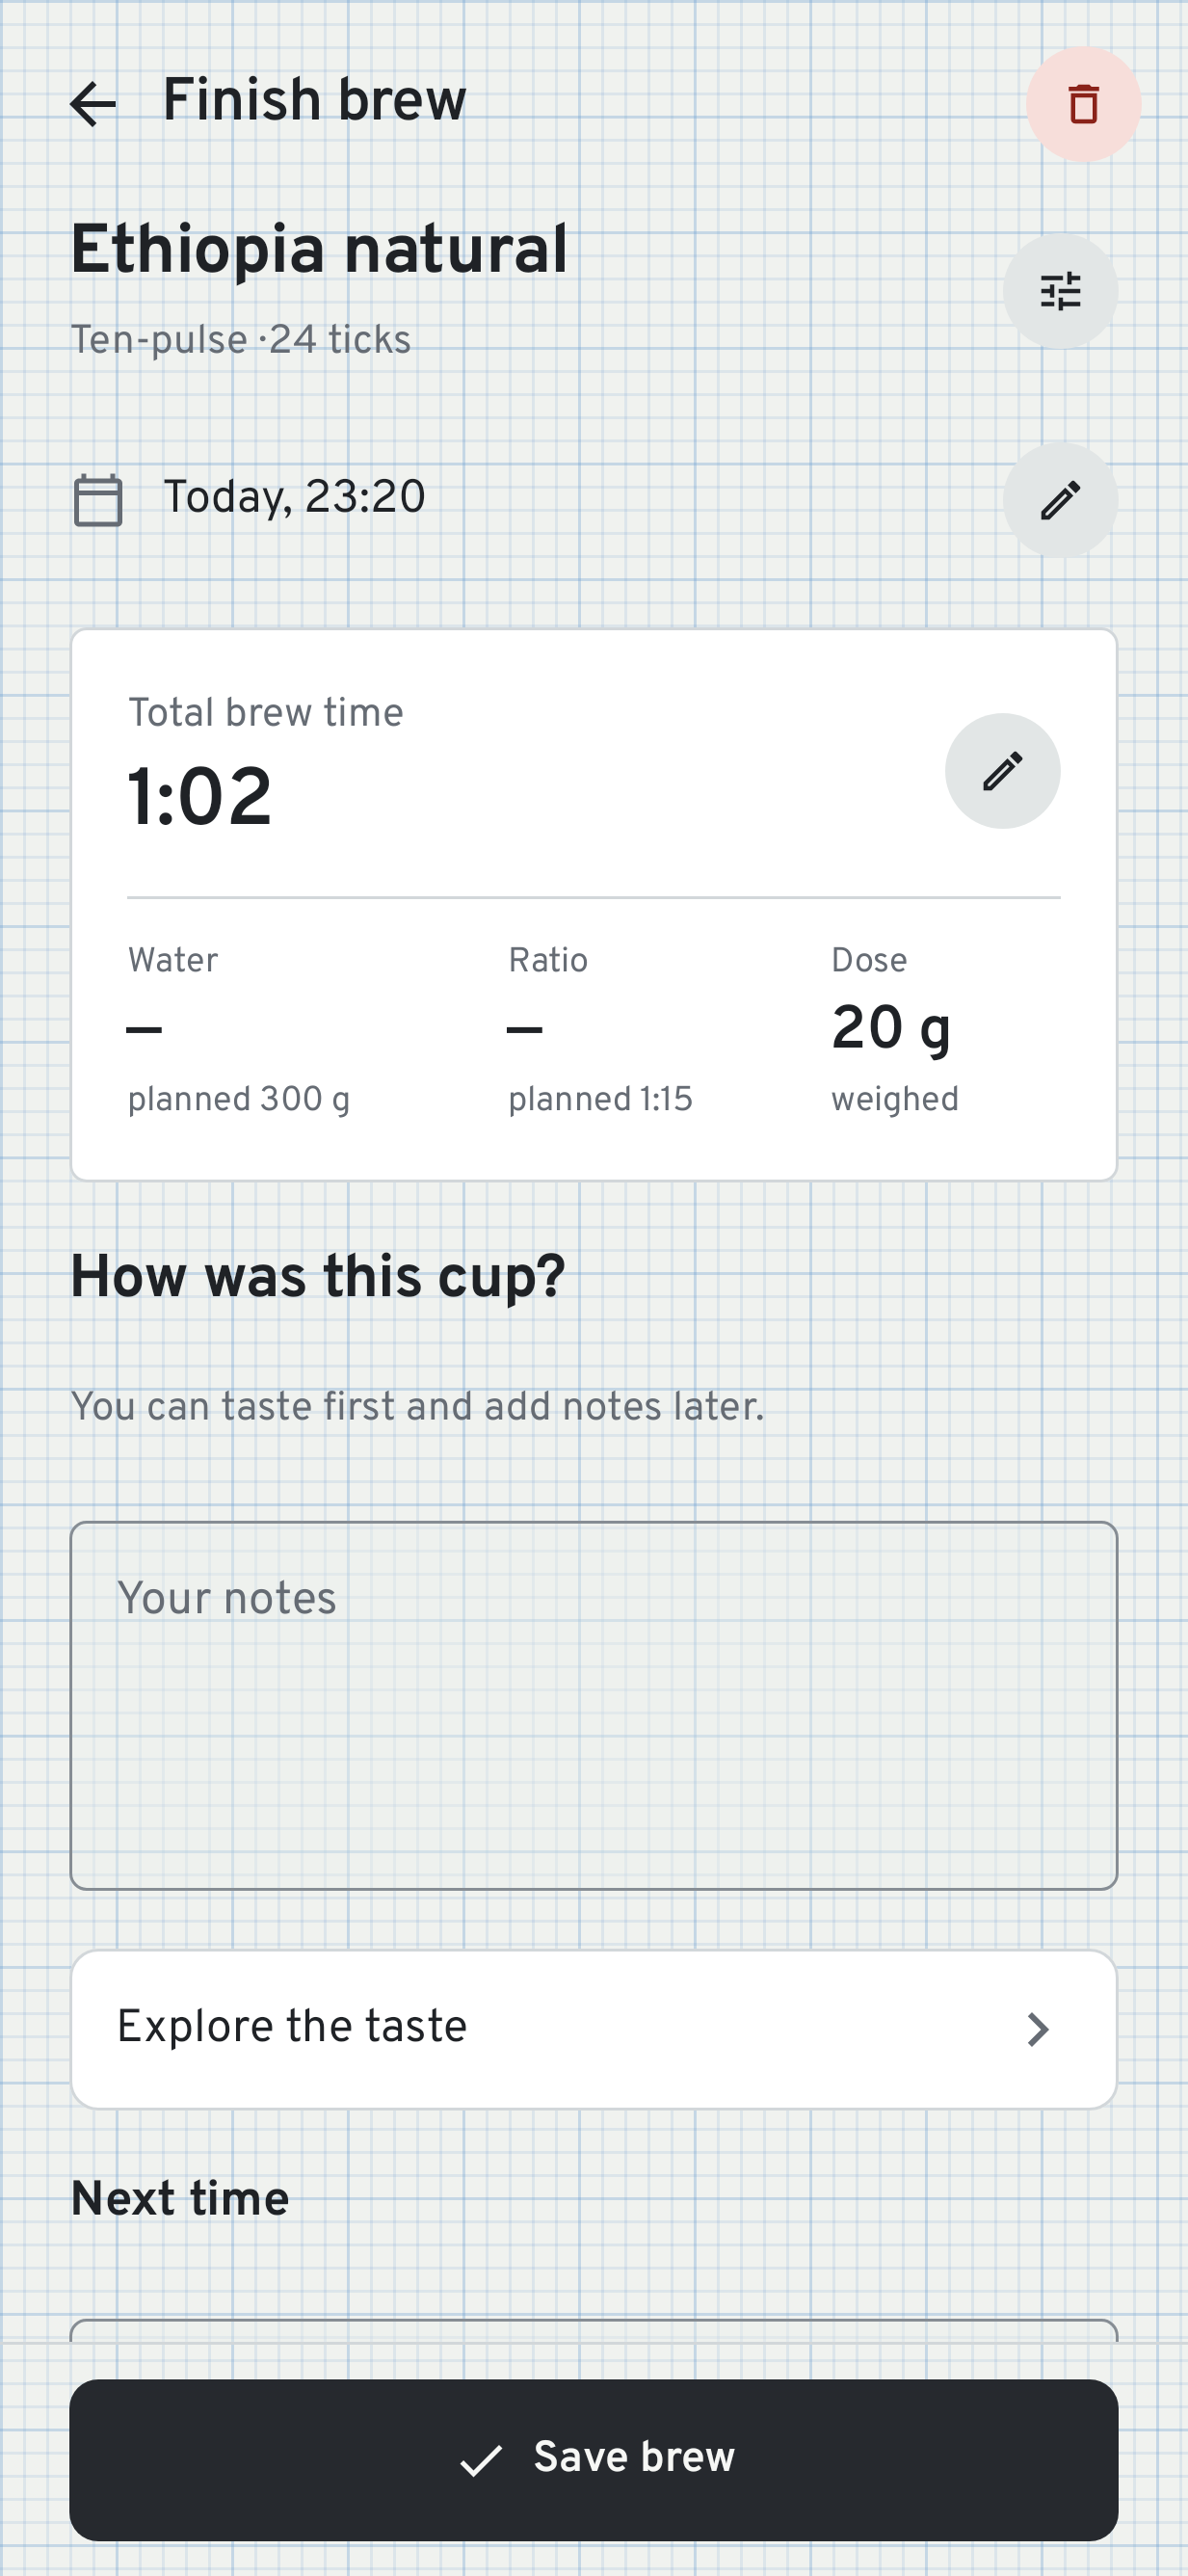 Finish brew
Ethiopia natural
Ten-pulse ·24 ticks
Today, 23:20
Total brew time
1:02
Water Ratio Dose
— — 20 g
planned 300 g planned 1:15 weighed
How was this cup?
You can taste first and add notes later.
Your notes
Explore the taste
Next time
Save brew